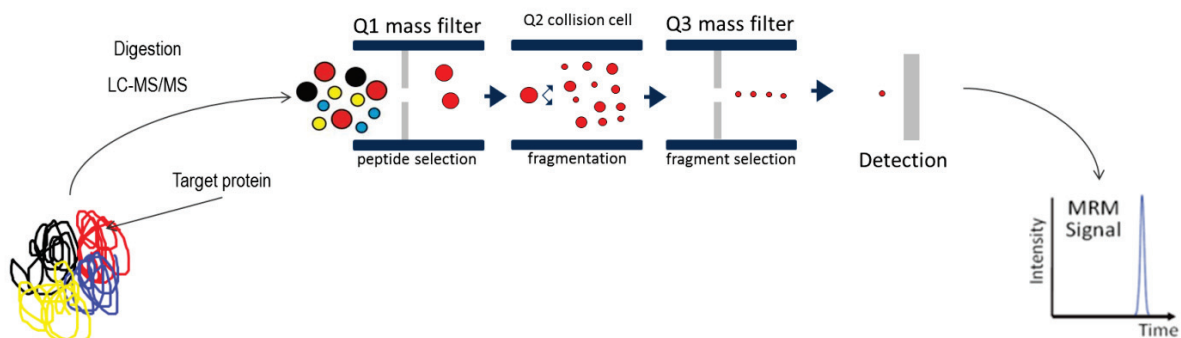 Digestion
LC-MS/MS
Target protein
Q1 mass filter
peptide selection
Q2 collision cell
fragmentation
Q3 mass filter
fragment selection
Detection
MRM
Signal
Intensity
Time